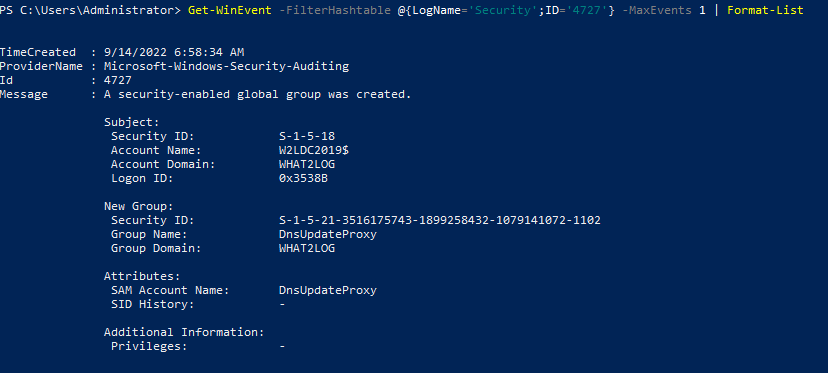 PS C:\Users\Administrator> Get-WinEvent -FilterHashtable @{LogName='Security';ID='4727'} -MaxEvents 1 | Format-List
TimeCreated  : 9/14/2022 6:58:34 AM
ProviderName : Microsoft-Windows-Security-Auditing
Id           : 4727
Message      : A security-enabled global group was created.
Subject:
Security ID: S-1-5-18
Account Name: W2LDC2019$
Account Domain: WHAT2LOG
Logon ID: 0x3538B
New Group:
Security ID: S-1-5-21-3516175743-1899258432-1079141072-1102
Group Name: DnsUpdateProxy
Group Domain: WHAT2LOG
Attributes:
SAM Account Name: DnsUpdateProxy
SID History: -
Additional Information:
Privileges: -